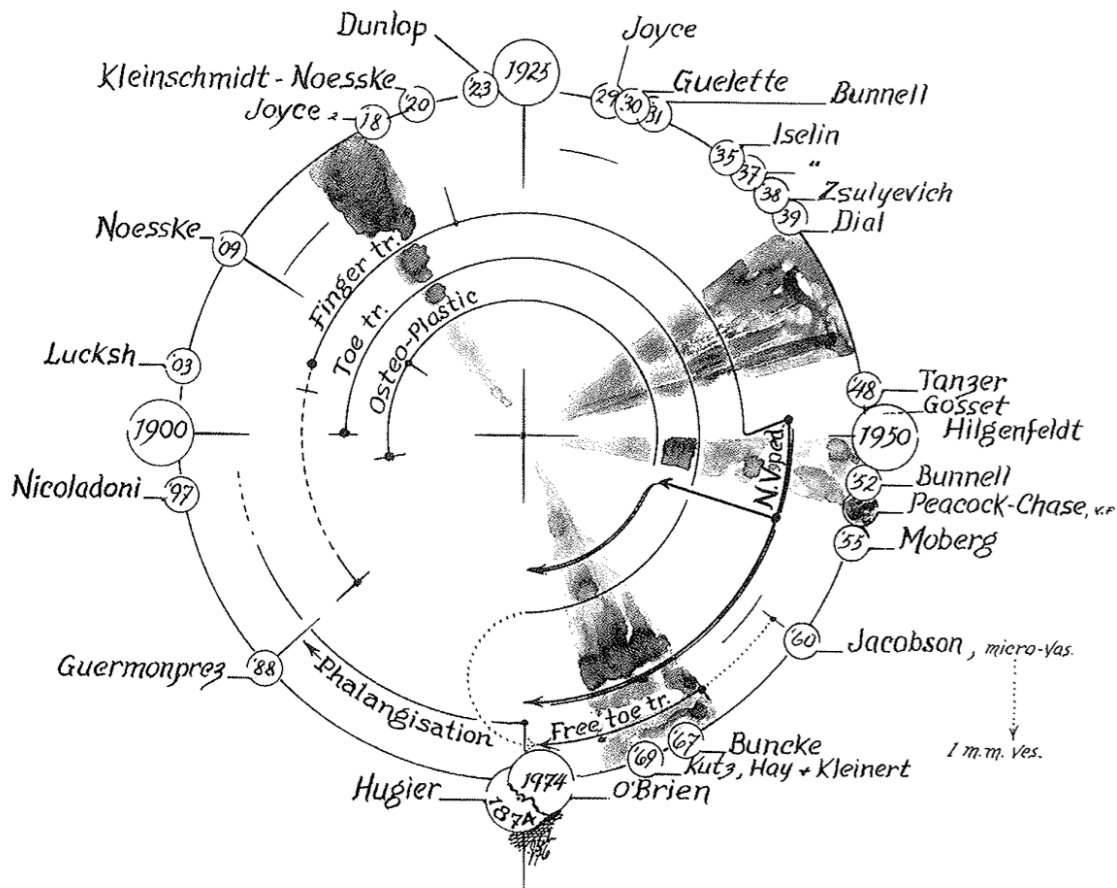 Dunlop
Joyce
Kleinschmidt - Noesske
'23
1925
29
'30
31
Guelette
Bunnell
Joyce
'18
'20
Iselin
'35
'37
"
'38
Zsulyevich
39
Dial
Noesske
'09
Finger tr.
Toe tr.
Osteo-Plastic
Lucksh
'03
'48
Tanzer
Gosset
1900
1950
Hilgenfeldt
N.V. ped.
Nicoladoni
'97
'52
Bunnell
Peacock-Chase,
'55
Moberg
Guermonprez
'88
'60
Jacobson, micro-vas.
Phalangisation
Free toe tr.
"
'67
Buncke
1 m.m. ves.
'69
Kutz, Hay + Kleinert
Hugier
1974
1874
O'Brien